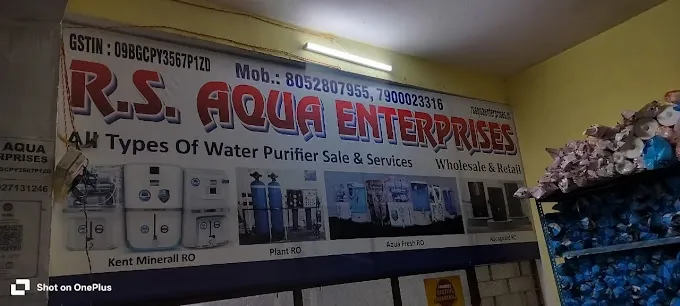 GSTIN : 09BGCPY3567P1ZD
Mob.: 8052807955, 7900023316
R.S. AQUA ENTERPRISES
All Types Of Water Purifier Sale & Services
Wholesale & Retail
Kent Minerall RO
Plant RO
Aqua Fresh RO
AQUA
RPRISES
Shot on OnePlus